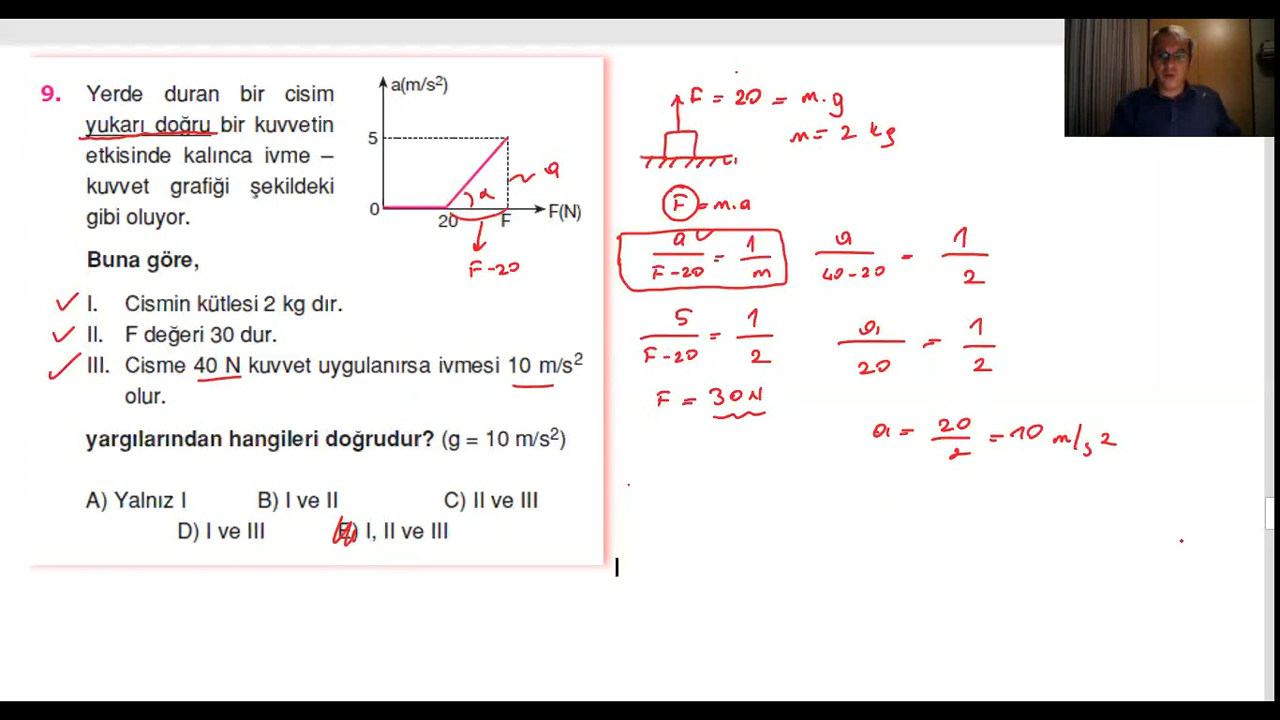 9. Yerde duran bir cisim
yukarı doğru bir kuvvetin
etkisinde kalınca ivme –
kuvvet grafiği şekildeki
gibi oluyor.
a(m/s²)
5
0
20
F
F(N)
α
a
F-20
Buna göre,
I. Cismin kütlesi 2 kg dır.
II. F değeri 30 dur.
III. Cisme 40 N kuvvet uygulanırsa ivmesi 10 m/s²
olur.
yargılarından hangileri doğrudur? (g = 10 m/s²)
A) Yalnız I B) I ve II C) II ve III
D) I ve III E) I, II ve III
F = 20 = m.g
m = 2 kg
F = m.a
a / F-20 = 1 / m
5 / F-20 = 1 / 2
F = 30N
a / 40-20 = 1 / 2
a / 20 = 1 / 2
a = 20 / 2 = 10 m/s2